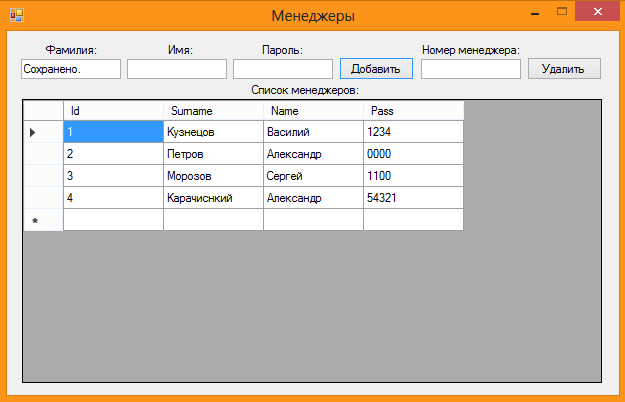 Менеджеры
Фамилия: Имя: Пароль: Номер менеджера:
Сохранено. Добавить Удалить
Список менеджеров:
Id Surname Name Pass
1 Кузнецов Василий 1234
2 Петров Александр 0000
3 Морозов Сергей 1100
4 Карачиснкий Александр 54321